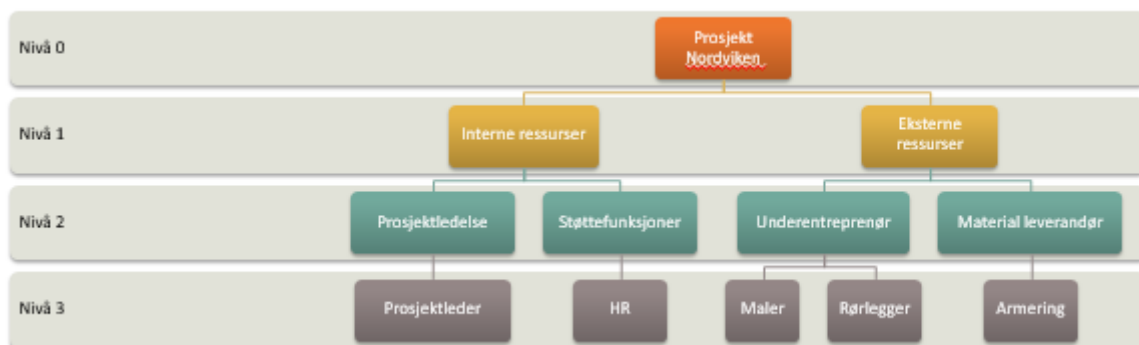 Nivå 0
Prosjekt
Nordviken
Nivå 1
Interne ressurser
Eksterne
ressurser
Nivå 2
Prosjektledelse
Støttefunksjoner
Underentreprenør
Material leverandør
Nivå 3
Prosjektleder
HR
Maler
Rørlegger
Armering